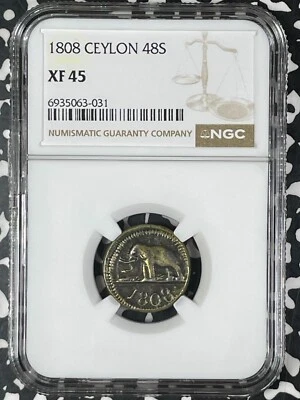 1808 CEYLON 48S
XF 45
6935063-031
NUMISMATIC GUARANTY COMPANY NGC
1808